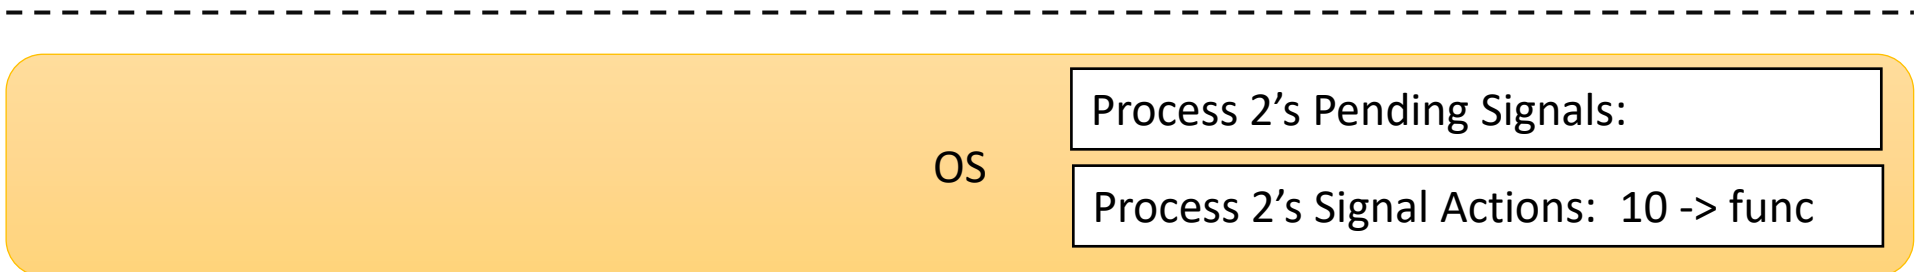 Process 2’s Pending Signals:
OS
Process 2’s Signal Actions:  10 -> func